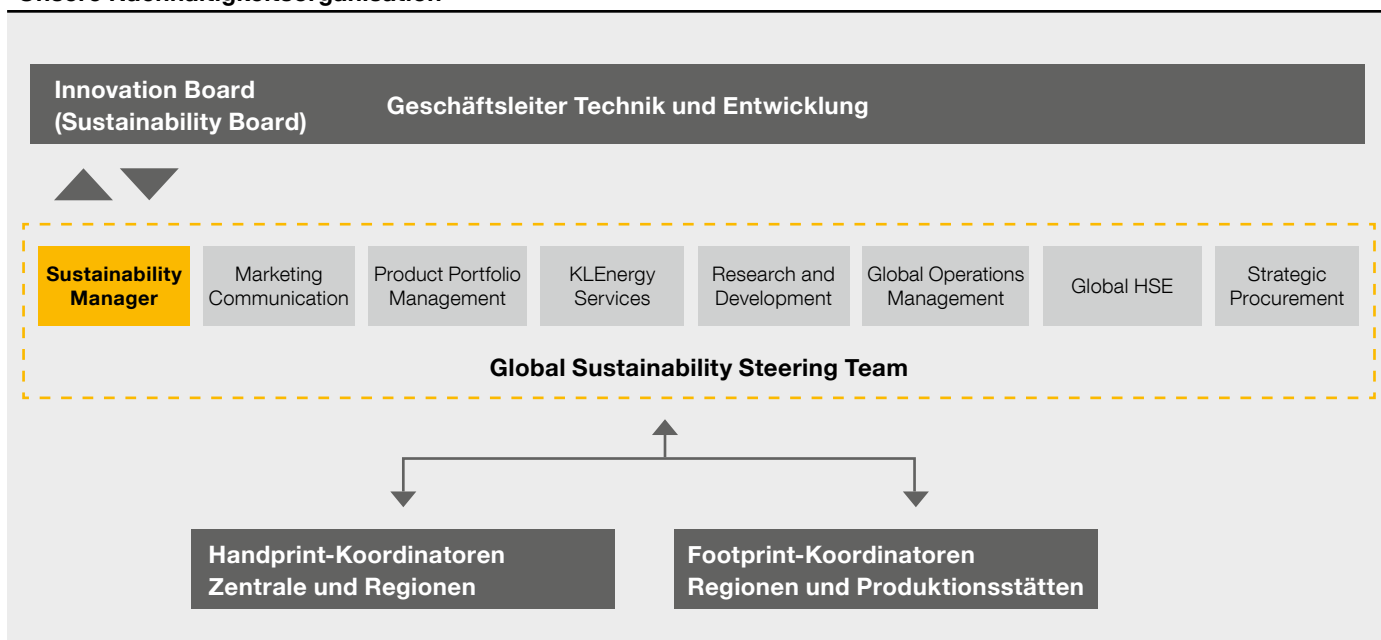 Unsere Nachhaltigkeitsorganisation
Innovation Board
(Sustainability Board)
Geschäftsleiter Technik und Entwicklung
Sustainability
Manager
Marketing
Communication
Product Portfolio
Management
KLEnergy
Services
Research and
Development
Global Operations
Management
Global HSE
Strategic
Procurement
Global Sustainability Steering Team
Handprint-Koordinatoren
Zentrale und Regionen
Footprint-Koordinatoren
Regionen und Produktionsstätten